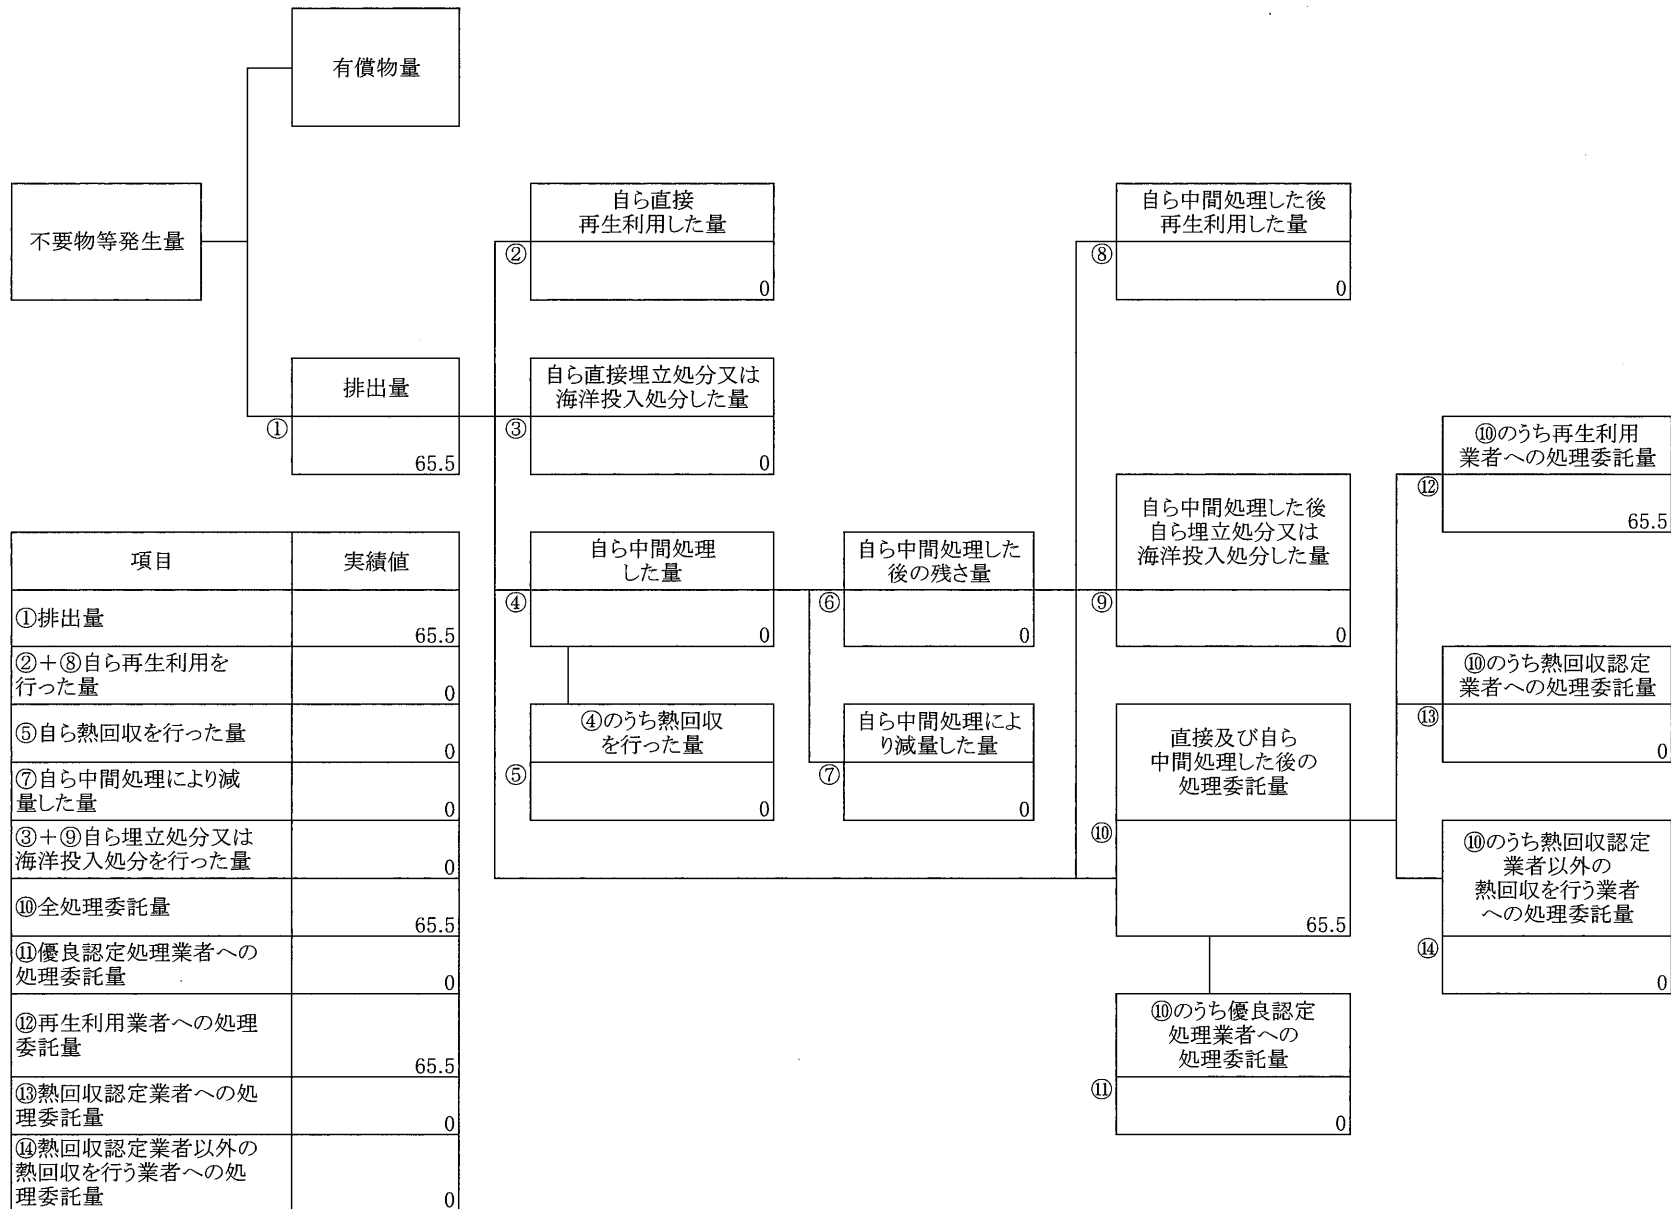 有償物量
不要物等発生量
自ら直接
再生利用した量
②
0
自ら中間処理した後
再生利用した量
⑧
0
排出量
①
65.5
自ら直接埋立処分又は
海洋投入処分した量
③
0
⑩のうち再生利用
業者への処理委託量
⑫
65.5
自ら中間処理
した量
④
0
自ら中間処理した
後の残さ量
⑥
0
自ら中間処理した後
自ら埋立処分又は
海洋投入処分した量
⑨
0
⑩のうち熱回収認定
業者への処理委託量
⑬
0
④のうち熱回収
を行った量
⑤
0
自ら中間処理によ
り減量した量
⑦
0
直接及び自ら
中間処理した後の
処理委託量
⑩
65.5
⑩のうち熱回収認定
業者以外の
熱回収を行う業者
への処理委託量
⑭
0
⑩のうち優良認定
処理業者への
処理委託量
⑪
0
項目 実績値
①排出量
65.5
②+⑧自ら再生利用を
行った量
0
⑤自ら熱回収を行った量
0
⑦自ら中間処理により減
量した量
0
③+⑨自ら埋立処分又は
海洋投入処分を行った量
0
⑩全処理委託量
65.5
⑪優良認定処理業者への
処理委託量
0
⑫再生利用業者への処理
委託量
65.5
⑬熱回収認定業者への処
理委託量
0
⑭熱回収認定業者以外の
熱回収を行う業者への処
理委託量
0